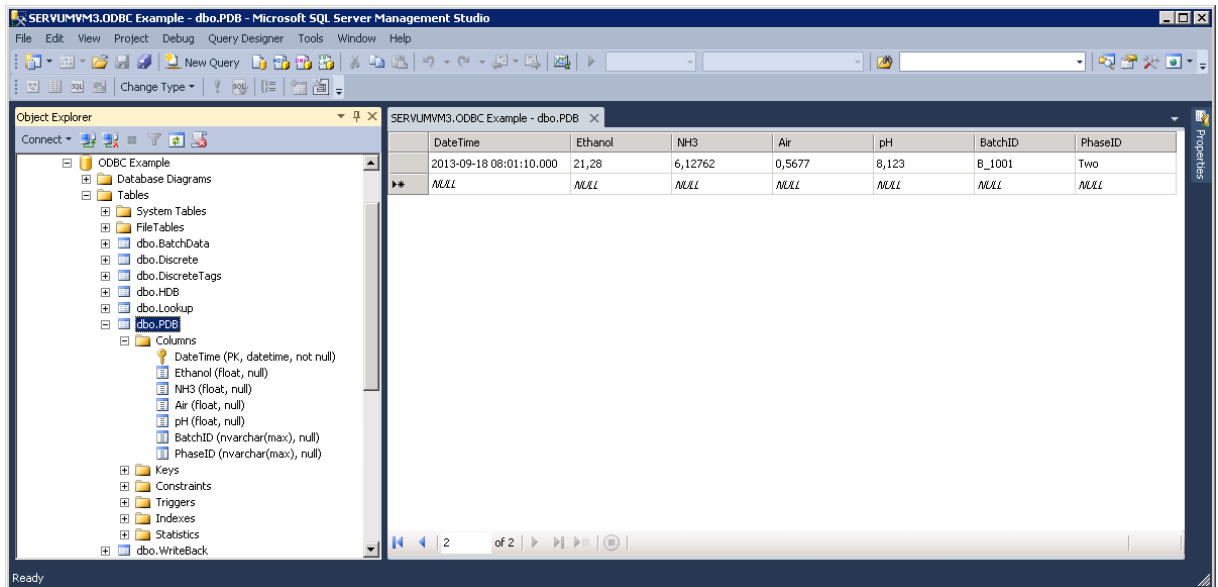 SERVUMVM3.ODBC Example - dbo.PDB - Microsoft SQL Server Management Studio
File Edit View Project Debug Query Designer Tools Window Help
New Query
Change Type
Object Explorer
Connect
ODBC Example
Database Diagrams
Tables
System Tables
FileTables
dbo.BatchData
dbo.Discrete
dbo.DiscreteTags
dbo.HDB
dbo.Lookup
dbo.PDB
Columns
DateTime (PK, datetime, not null)
Ethanol (float, null)
NH3 (float, null)
Air (float, null)
pH (float, null)
BatchID (nvarchar(max), null)
PhaseID (nvarchar(max), null)
Keys
Constraints
Triggers
Indexes
Statistics
dbo.WriteBack
SERVUMVM3.ODBC Example - dbo.PDB
DateTime Ethanol NH3 Air pH BatchID PhaseID
2013-09-18 08:01:10.000 21,28 6,12762 0,5677 8,123 B_1001 Two
NULL NULL NULL NULL NULL NULL NULL
2 of 2
Properties
Ready